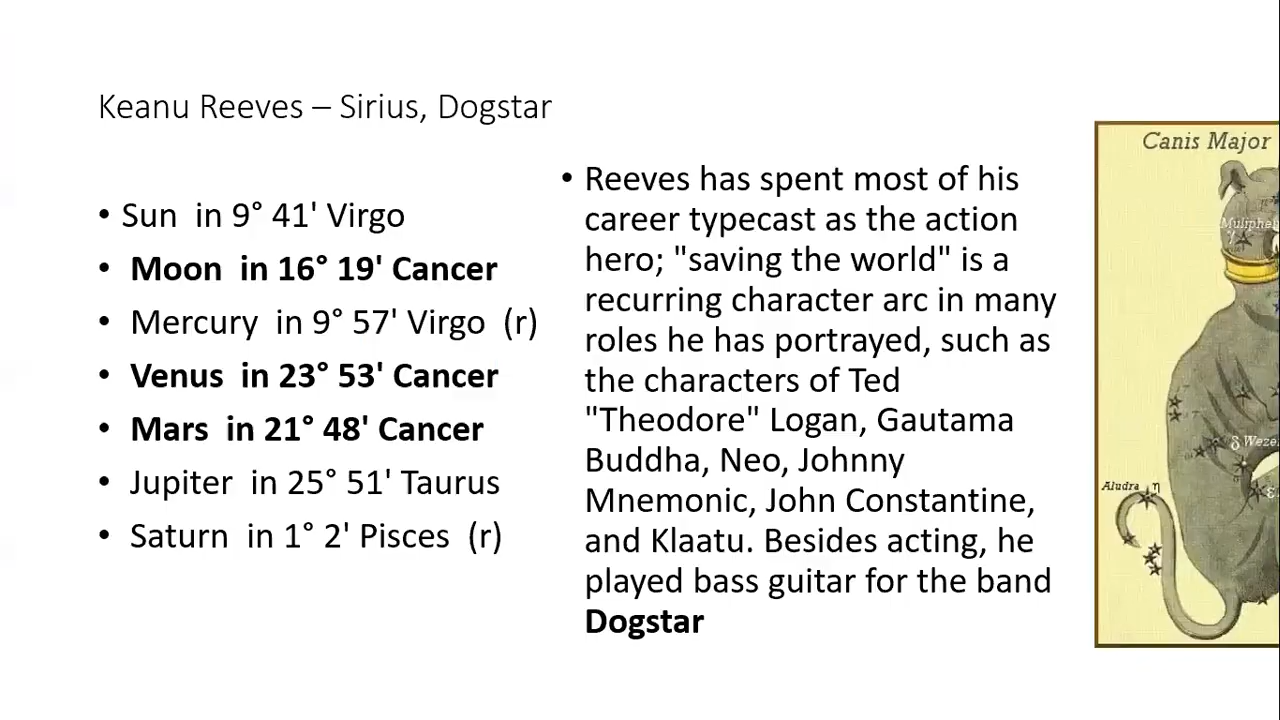 Keanu Reeves – Sirius, Dogstar
• Sun in 9° 41' Virgo
• Moon in 16° 19' Cancer
• Mercury in 9° 57' Virgo (r)
• Venus in 23° 53' Cancer
• Mars in 21° 48' Cancer
• Jupiter in 25° 51' Taurus
• Saturn in 1° 2' Pisces (r)
• Reeves has spent most of his
career typecast as the action
hero; "saving the world" is a
recurring character arc in many
roles he has portrayed, such as
the characters of Ted
"Theodore" Logan, Gautama
Buddha, Neo, Johnny
Mnemonic, John Constantine,
and Klaatu. Besides acting, he
played bass guitar for the band
Dogstar
Canis Major
Muliphe
γ
δ Weze
Aludra η